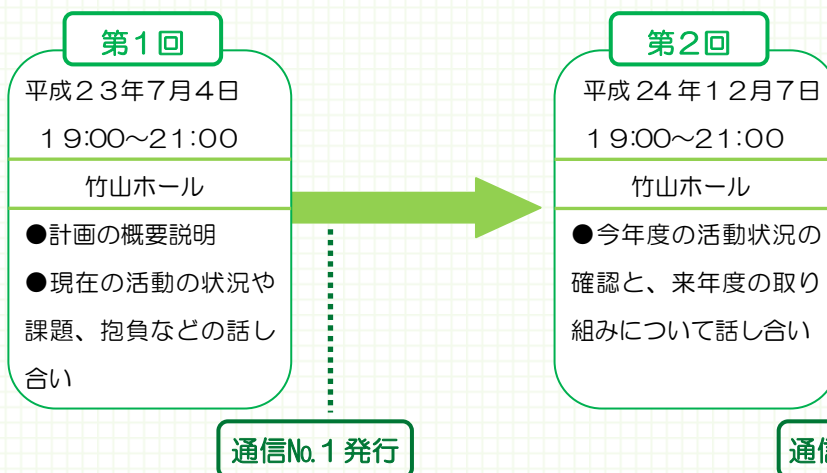 第1回
平成２３年７月４日
１９:００～２１:００
竹山ホール
●計画の概要説明
●現在の活動の状況や
課題、抱負などの話し
合い
通信No.１発行
第2回
平成24年１２月７日
１９:００～２１:００
竹山ホール
●今年度の活動状況の
確認と、来年度の取り
組みについて話し合い
通信